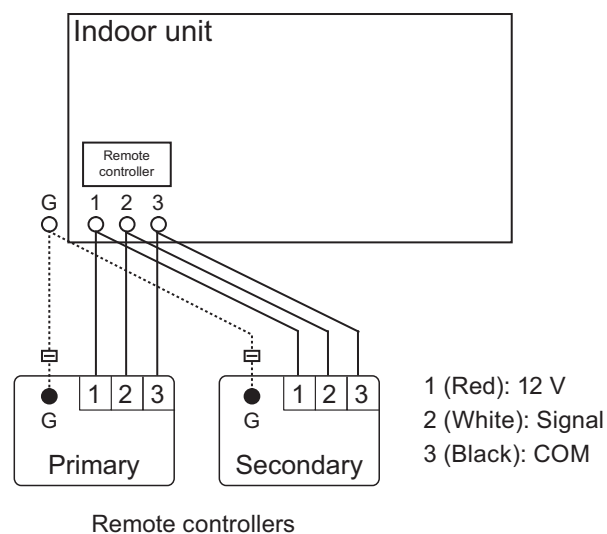 Indoor unit
Remote
controller
G 1 2 3
1 2 3 1 2 3
G G
Primary Secondary
1 (Red): 12 V
2 (White): Signal
3 (Black): COM
Remote controllers